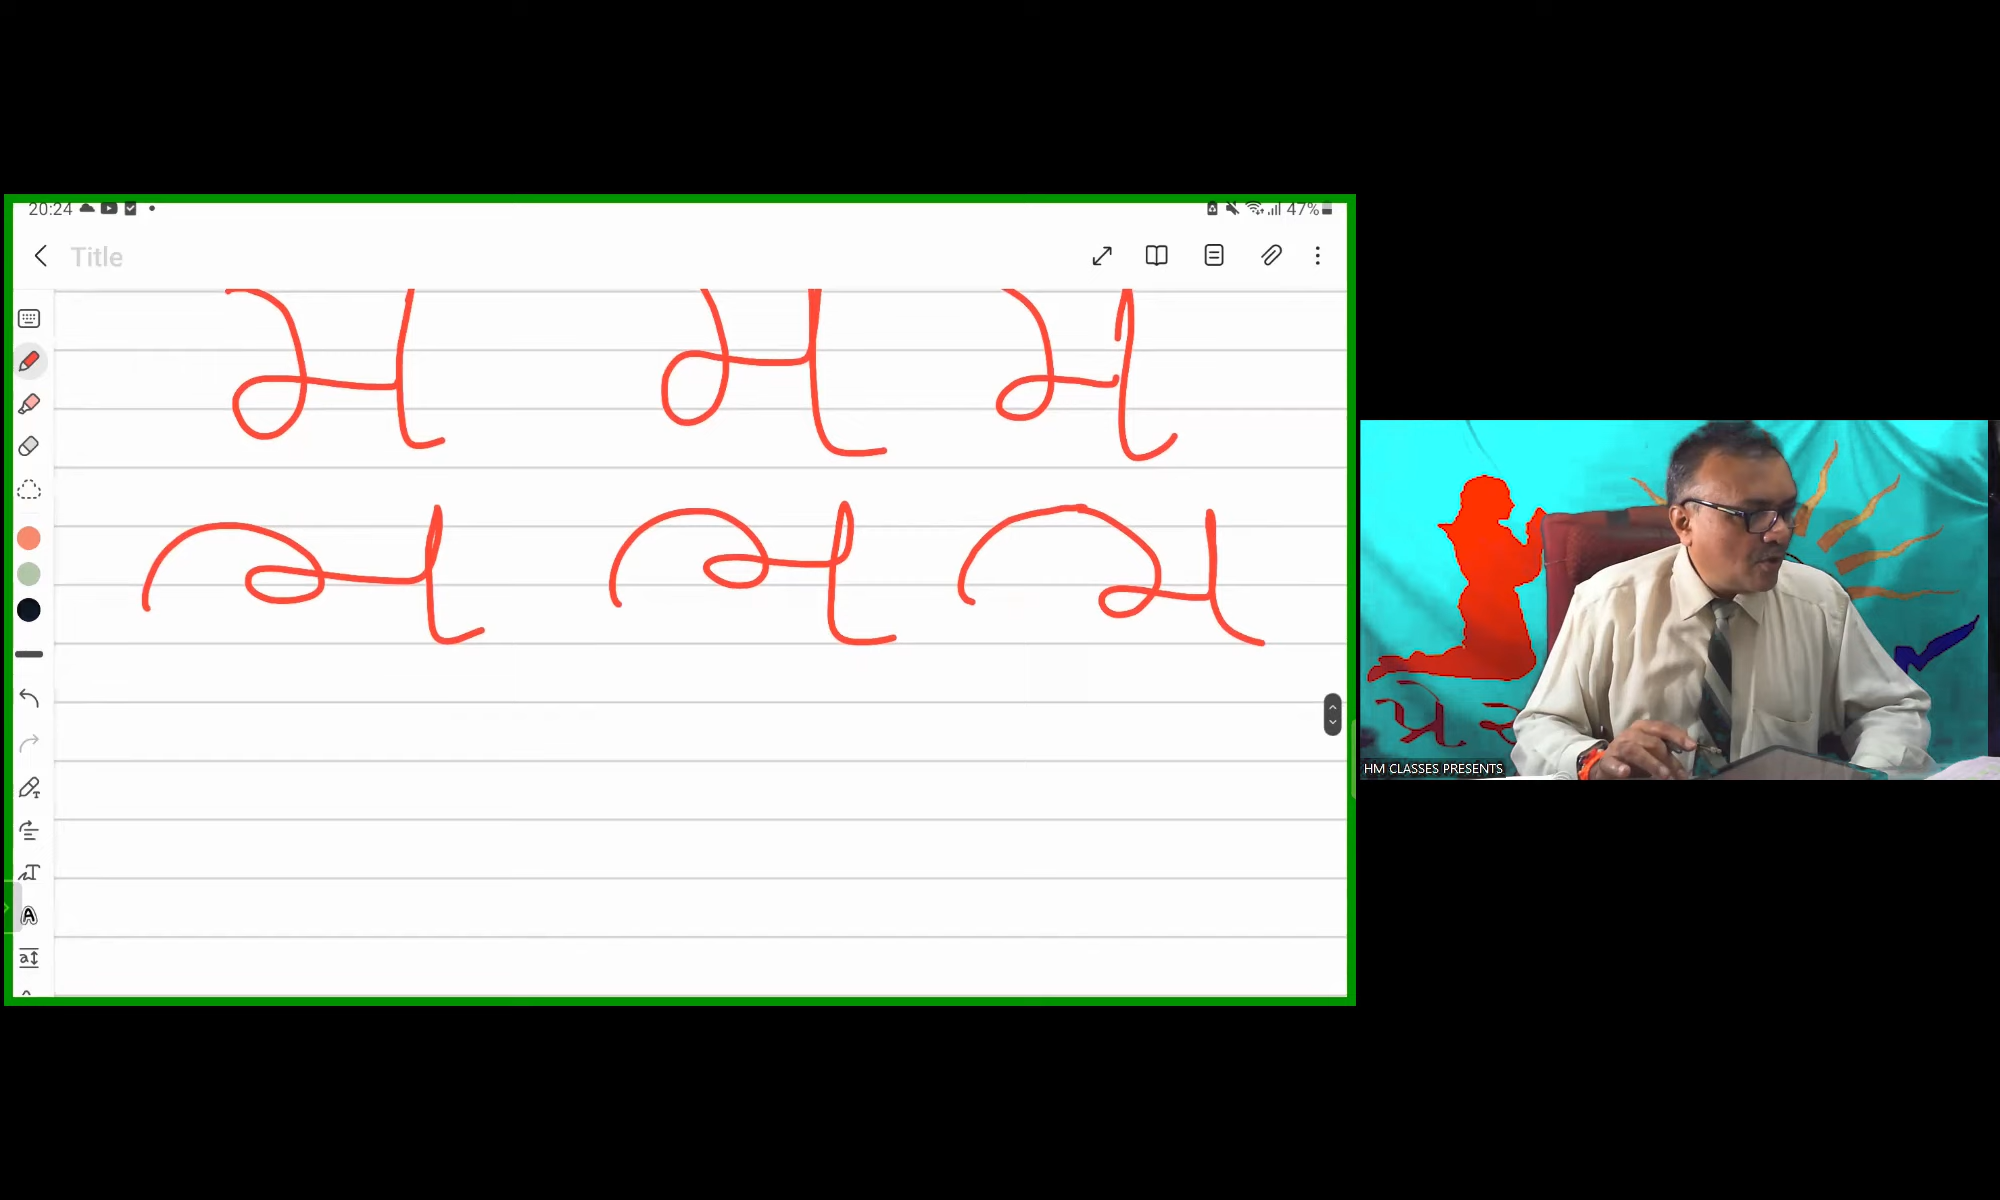 20:24
47%
Title
મ મ મ
ભ ભ ભ
પ્રે
HM CLASSES PRESENTS